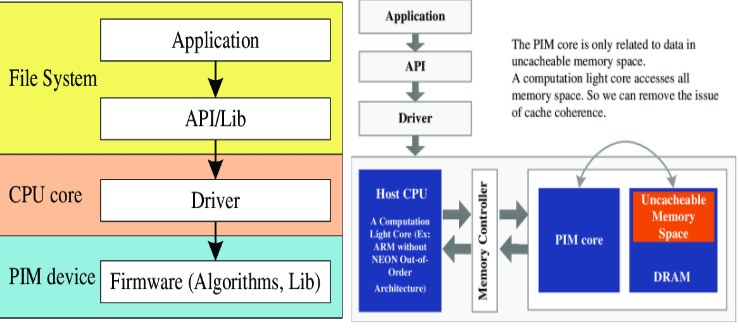 File System
Application
API/Lib
CPU core
Driver
PIM device
Firmware (Algorithms, Lib)
Application
API
Driver
The PIM core is only related to data in
uncacheable memory space.
A computation light core accesses all
memory space. So we can remove the issue
of cache coherence.
Host CPU
A Computation
Light Core (Ex:
ARM without
NEON Out-of-
Order
Architecture)
Memory Controller
PIM core
Uncacheable
Memory
Space
DRAM